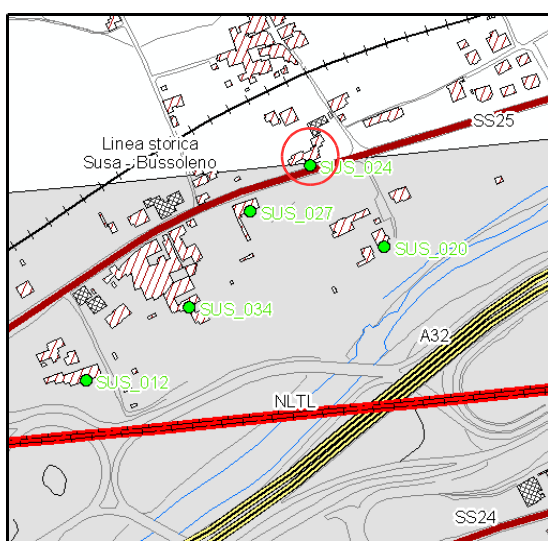 SS25
Linea storica
Susa - Bussoleno
SUS_024
SUS_027
SUS_020
SUS_034
A32
SUS_012
NLTL
SS24